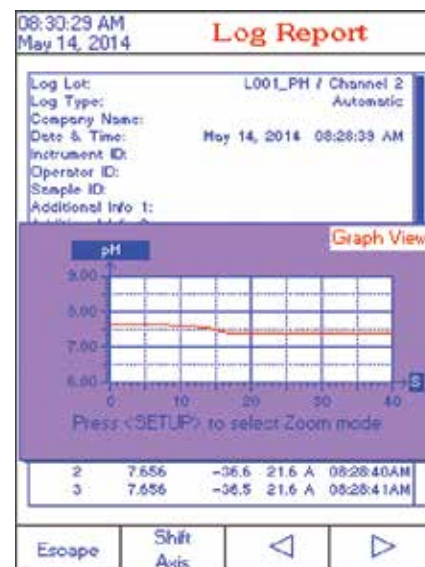 08:30:29 AM
May 14, 2014
Log Report
Log Lot: L001_PH / Channel 2
Log Type: Automatic
Company Name:
Date & Time: May 14, 2014 08:28:39 AM
Instrument ID:
Operator ID:
Sample ID:
Additional Info 1:
Graph View
pH
9.00
8.00
7.00
6.00
0 10 20 30 40 S
Press <SETUP> to select Zoom mode
2 7.656 -36.6 21.6 A 08:28:40AM
3 7.656 -36.5 21.6 A 08:28:41AM
Escape
Shift
Axis